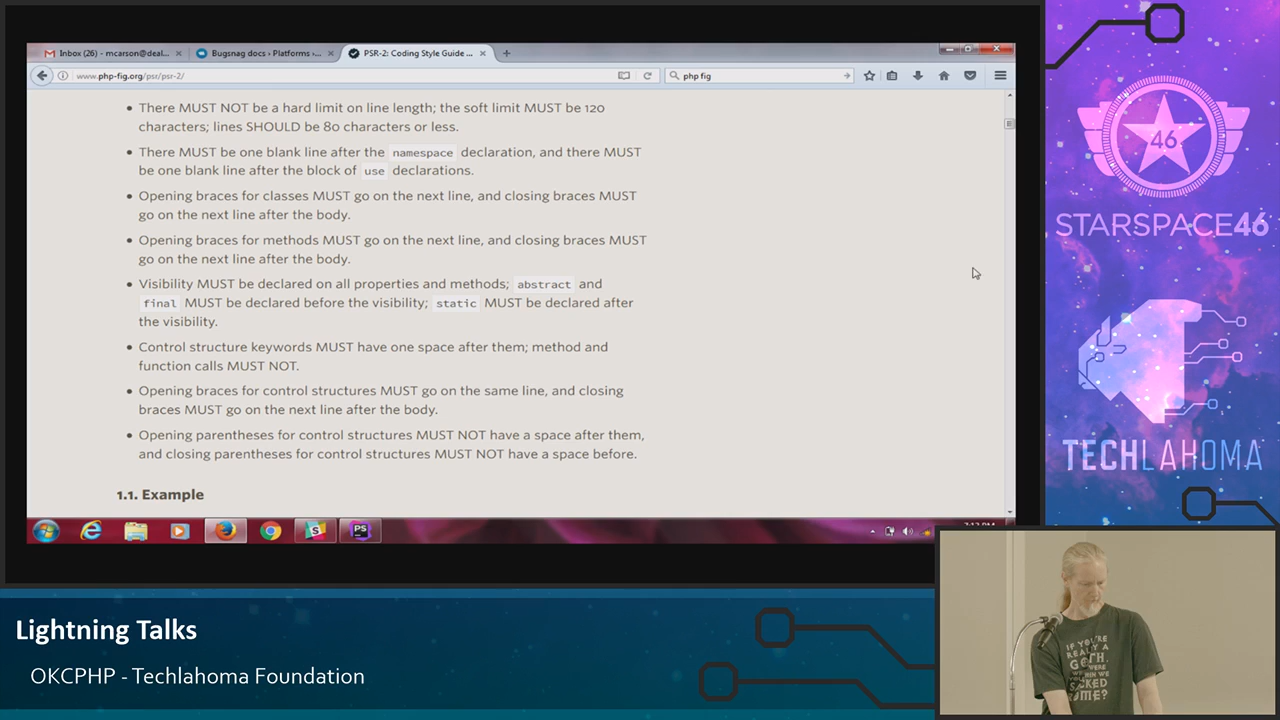 Inbox (26) - mcarson@deal...
Bugsnag docs › Platforms ›...
PSR-2: Coding Style Guide ...
www.php-fig.org/psr/psr-2/
php fig
• There MUST NOT be a hard limit on line length; the soft limit MUST be 120
characters; lines SHOULD be 80 characters or less.
• There MUST be one blank line after the namespace declaration, and there MUST
be one blank line after the block of use declarations.
• Opening braces for classes MUST go on the next line, and closing braces MUST
go on the next line after the body.
• Opening braces for methods MUST go on the next line, and closing braces MUST
go on the next line after the body.
• Visibility MUST be declared on all properties and methods; abstract and
final MUST be declared before the visibility; static MUST be declared after
the visibility.
• Control structure keywords MUST have one space after them; method and
function calls MUST NOT.
• Opening braces for control structures MUST go on the same line, and closing
braces MUST go on the next line after the body.
• Opening parentheses for control structures MUST NOT have a space after them,
and closing parentheses for control structures MUST NOT have a space before.
1.1. Example
PS
46
STARSPACE46
TECHLAHOMA
IF YOU'RE
REALLY A
GOTH,
Lightning Talks
OKCPHP - Techlahoma Foundation